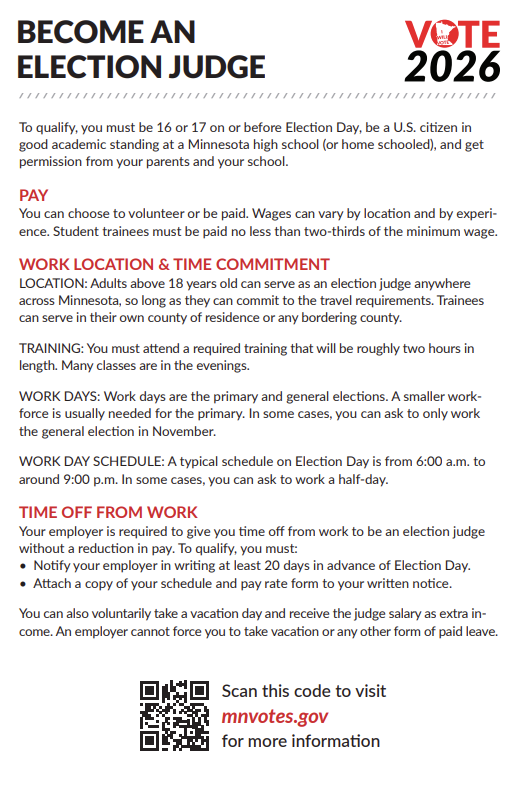 BECOME AN
ELECTION JUDGE
VOTE
I
WILL
VOTE
2026
To qualify, you must be 16 or 17 on or before Election Day, be a U.S. citizen in
good academic standing at a Minnesota high school (or home schooled), and get
permission from your parents and your school.
PAY
You can choose to volunteer or be paid. Wages can vary by location and by experi-
ence. Student trainees must be paid no less than two-thirds of the minimum wage.
WORK LOCATION & TIME COMMITMENT
LOCATION: Adults above 18 years old can serve as an election judge anywhere
across Minnesota, so long as they can commit to the travel requirements. Trainees
can serve in their own county of residence or any bordering county.
TRAINING: You must attend a required training that will be roughly two hours in
length. Many classes are in the evenings.
WORK DAYS: Work days are the primary and general elections. A smaller work-
force is usually needed for the primary. In some cases, you can ask to only work
the general election in November.
WORK DAY SCHEDULE: A typical schedule on Election Day is from 6:00 a.m. to
around 9:00 p.m. In some cases, you can ask to work a half-day.
TIME OFF FROM WORK
Your employer is required to give you time off from work to be an election judge
without a reduction in pay. To qualify, you must:
• Notify your employer in writing at least 20 days in advance of Election Day.
• Attach a copy of your schedule and pay rate form to your written notice.
You can also voluntarily take a vacation day and receive the judge salary as extra in-
come. An employer cannot force you to take vacation or any other form of paid leave.
Scan this code to visit
mnvotes.gov
for more information